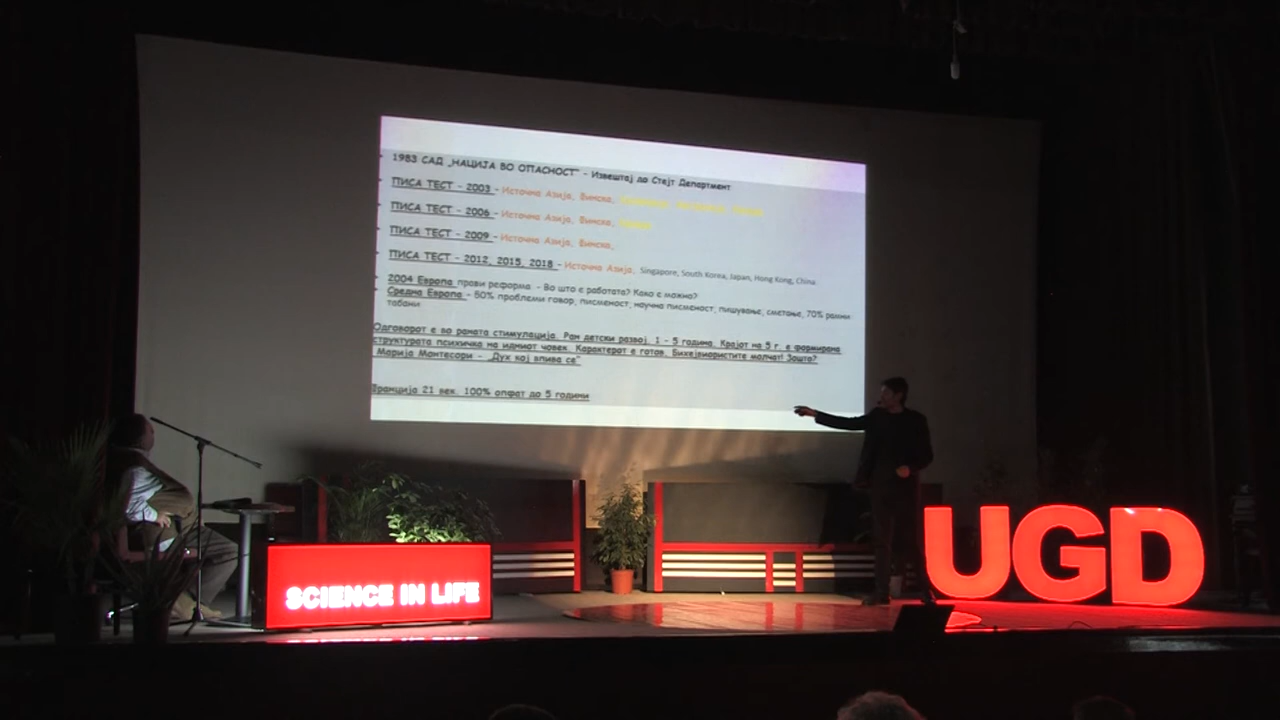 1983 САД „НАЦИЈА ВО ОПАСНОСТ" - Извештај до Стејт Департмент
ПИСА ТЕСТ - 2003 - Источна Азија, Финска,
ПИСА ТЕСТ - 2006 - Источна Азија, Финска,
ПИСА ТЕСТ - 2009 - Источна Азија, Финска,
ПИСА ТЕСТ - 2012, 2015, 2018 - Источна Азија, Singapore, South Korea, Japan, Hong Kong, China
2004 Европа прави реформа - Во што е работата? Како е можно?
Средна Европа - 50% проблеми говор, писменост, научна писменост, пишување, сметање, 70% рамни
табани
Одговорот е во раната стимулација. Ран детски развој. 1 - 5 година. Крајот на 5 г. е формирана
структурата психичка на идниот човек. Карактерот е готов. Бихејвиористите молчат! Зошто?
Марија Монтесори - „Дух кој впива се"
Франција 21 век. 100% опфат до 5 години
SCIENCE IN LIFE
UGD